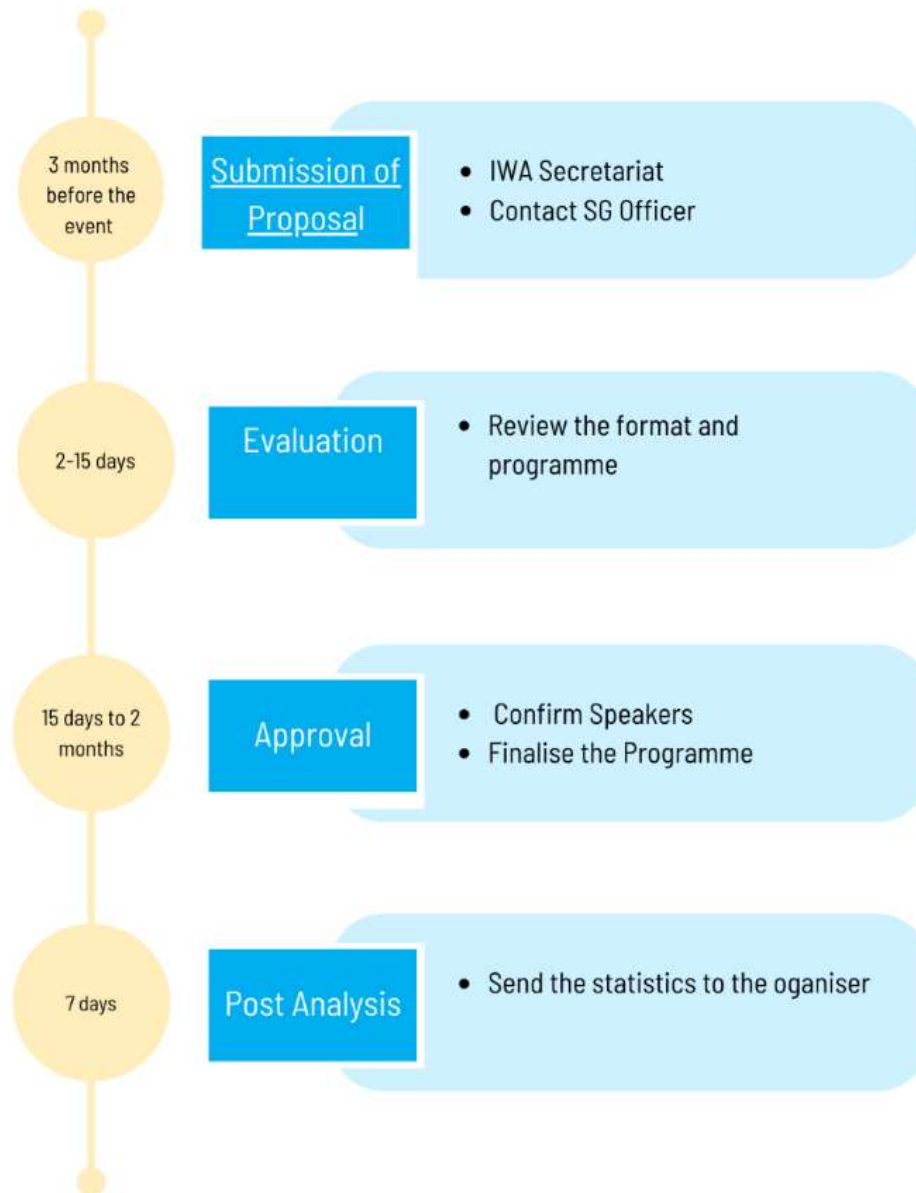 3 months
before the
event
Submission of
Proposal
• IWA Secretariat
• Contact SG Officer
2-15 days
Evaluation
• Review the format and
programme
15 days to 2
months
Approval
• Confirm Speakers
• Finalise the Programme
7 days
Post Analysis
• Send the statistics to the oganiser